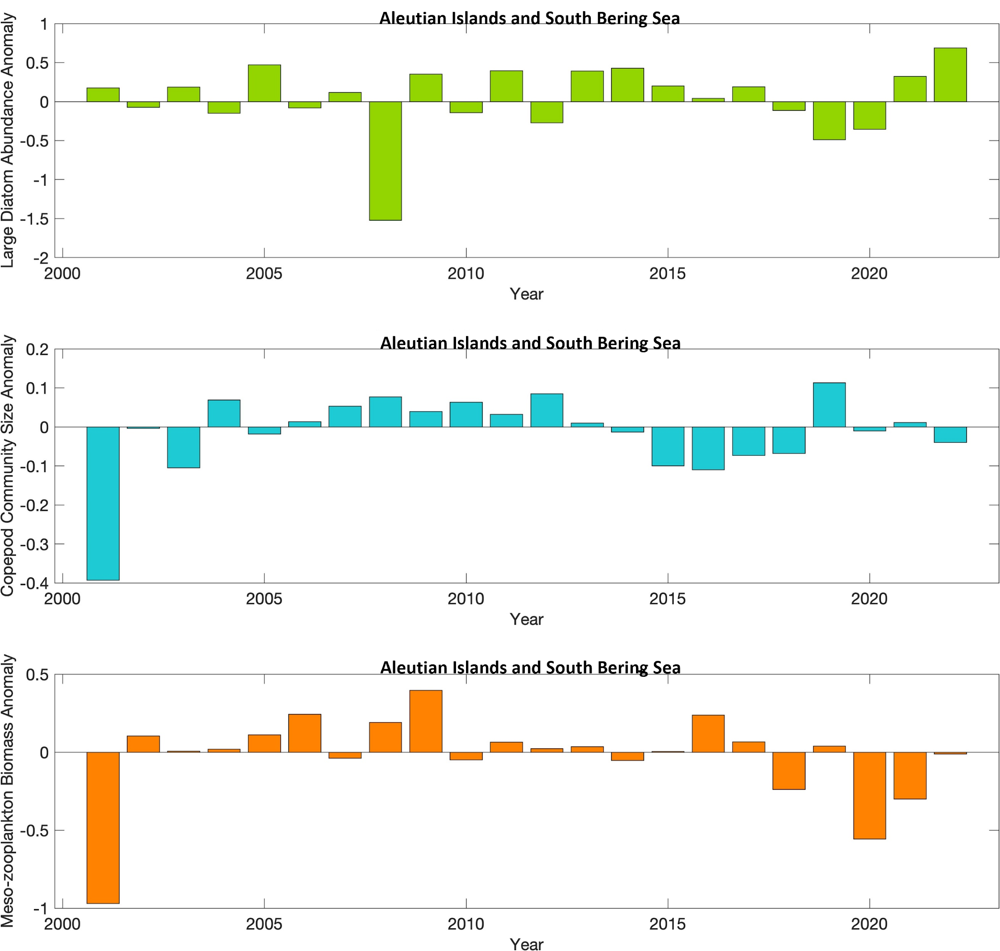 Aleutian Islands and South Bering Sea
Large Diatom Abundance Anomaly
1
0.5
0
-0.5
-1
-1.5
-2
2000 2005 2010 2015 2020
Year
Aleutian Islands and South Bering Sea
Copepod Community Size Anomaly
0.2
0.1
0
-0.1
-0.2
-0.3
-0.4
2000 2005 2010 2015 2020
Year
Aleutian Islands and South Bering Sea
Meso-zooplankton Biomass Anomaly
0.5
0
-0.5
-1
2000 2005 2010 2015 2020
Year